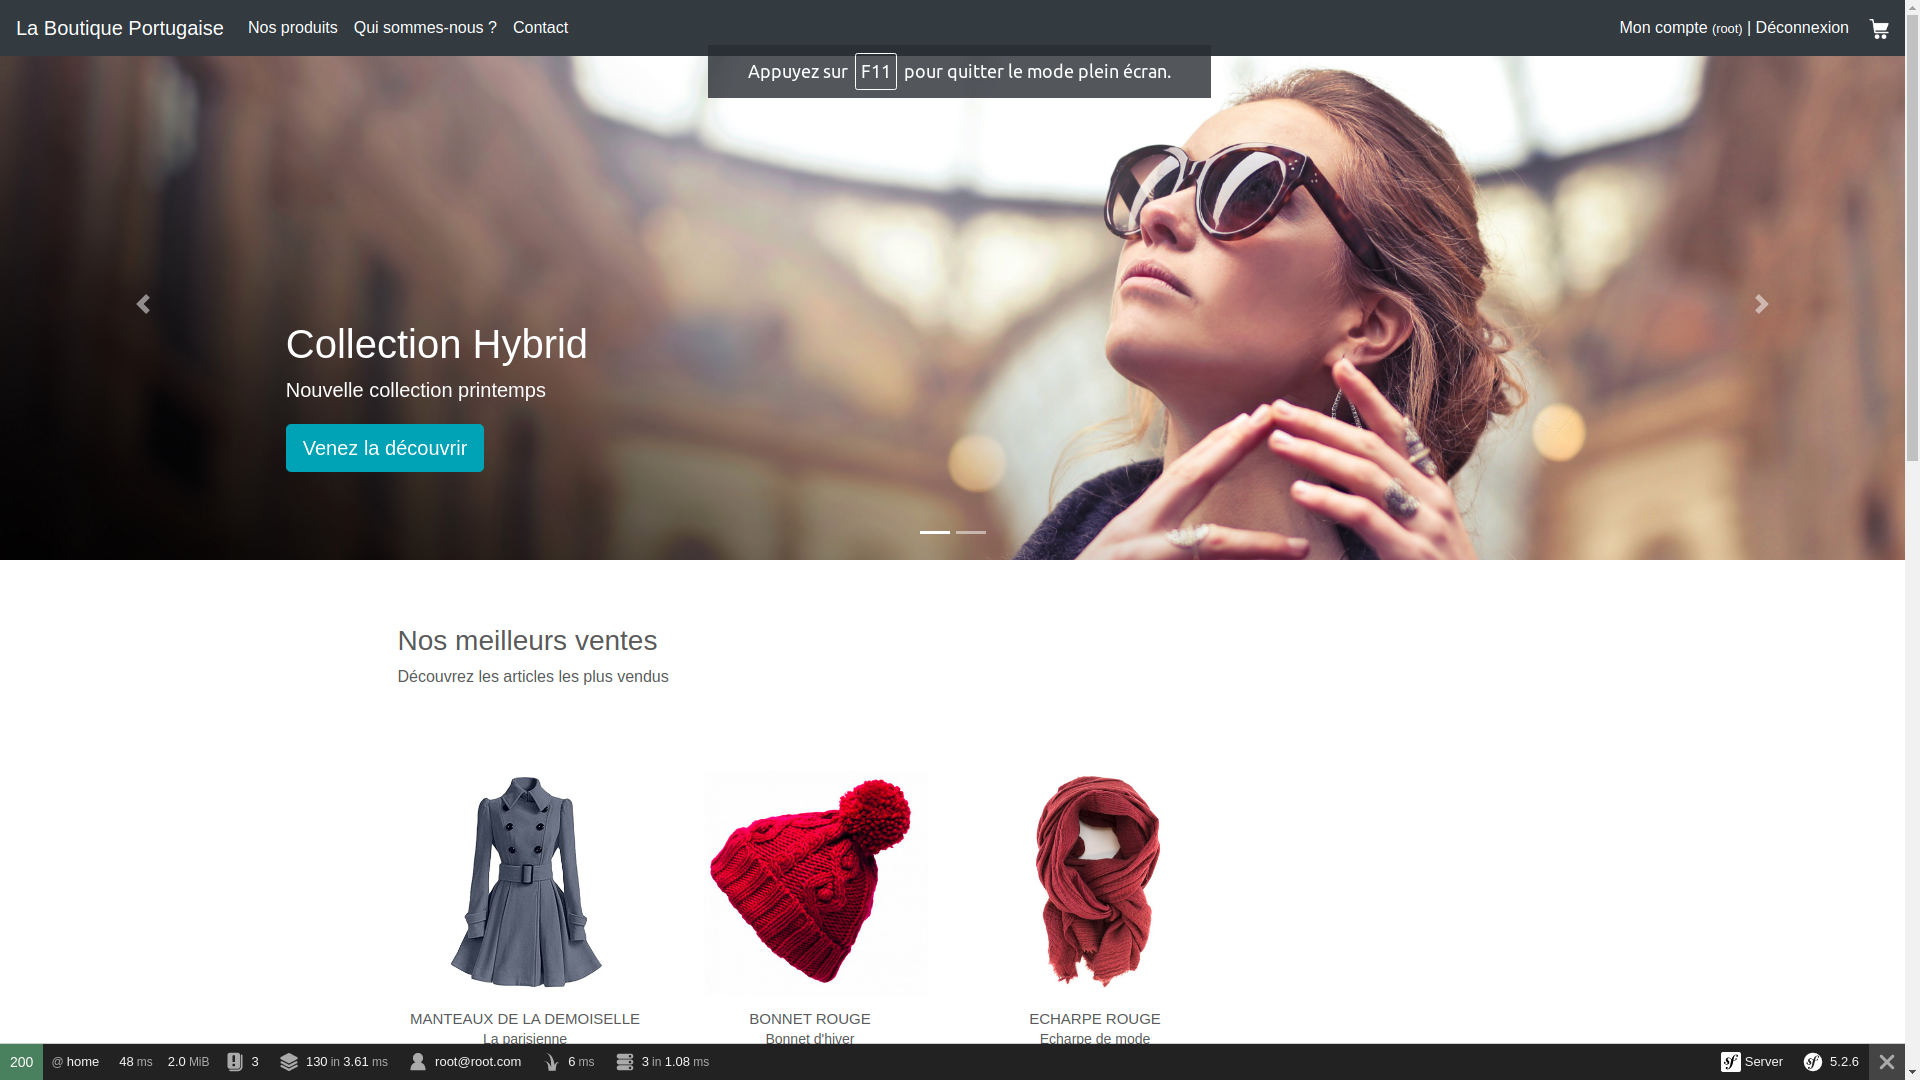 La Boutique Portugaise Nos produits Qui sommes-nous ? Contact Mon compte (root) | Déconnexion
Appuyez sur F11 pour quitter le mode plein écran.
Collection Hybrid
Nouvelle collection printemps
Venez la découvrir
Nos meilleurs ventes
Découvrez les articles les plus vendus
MANTEAUX DE LA DEMOISELLE BONNET ROUGE ECHARPE ROUGE
La parisienne Bonnet d'hiver Echarpe de mode
200 @ home 48 ms 2.0 MiB 3 130 in 3.61 ms root@root.com 6 ms 3 in 1.08 ms sf Server sf 5.2.6